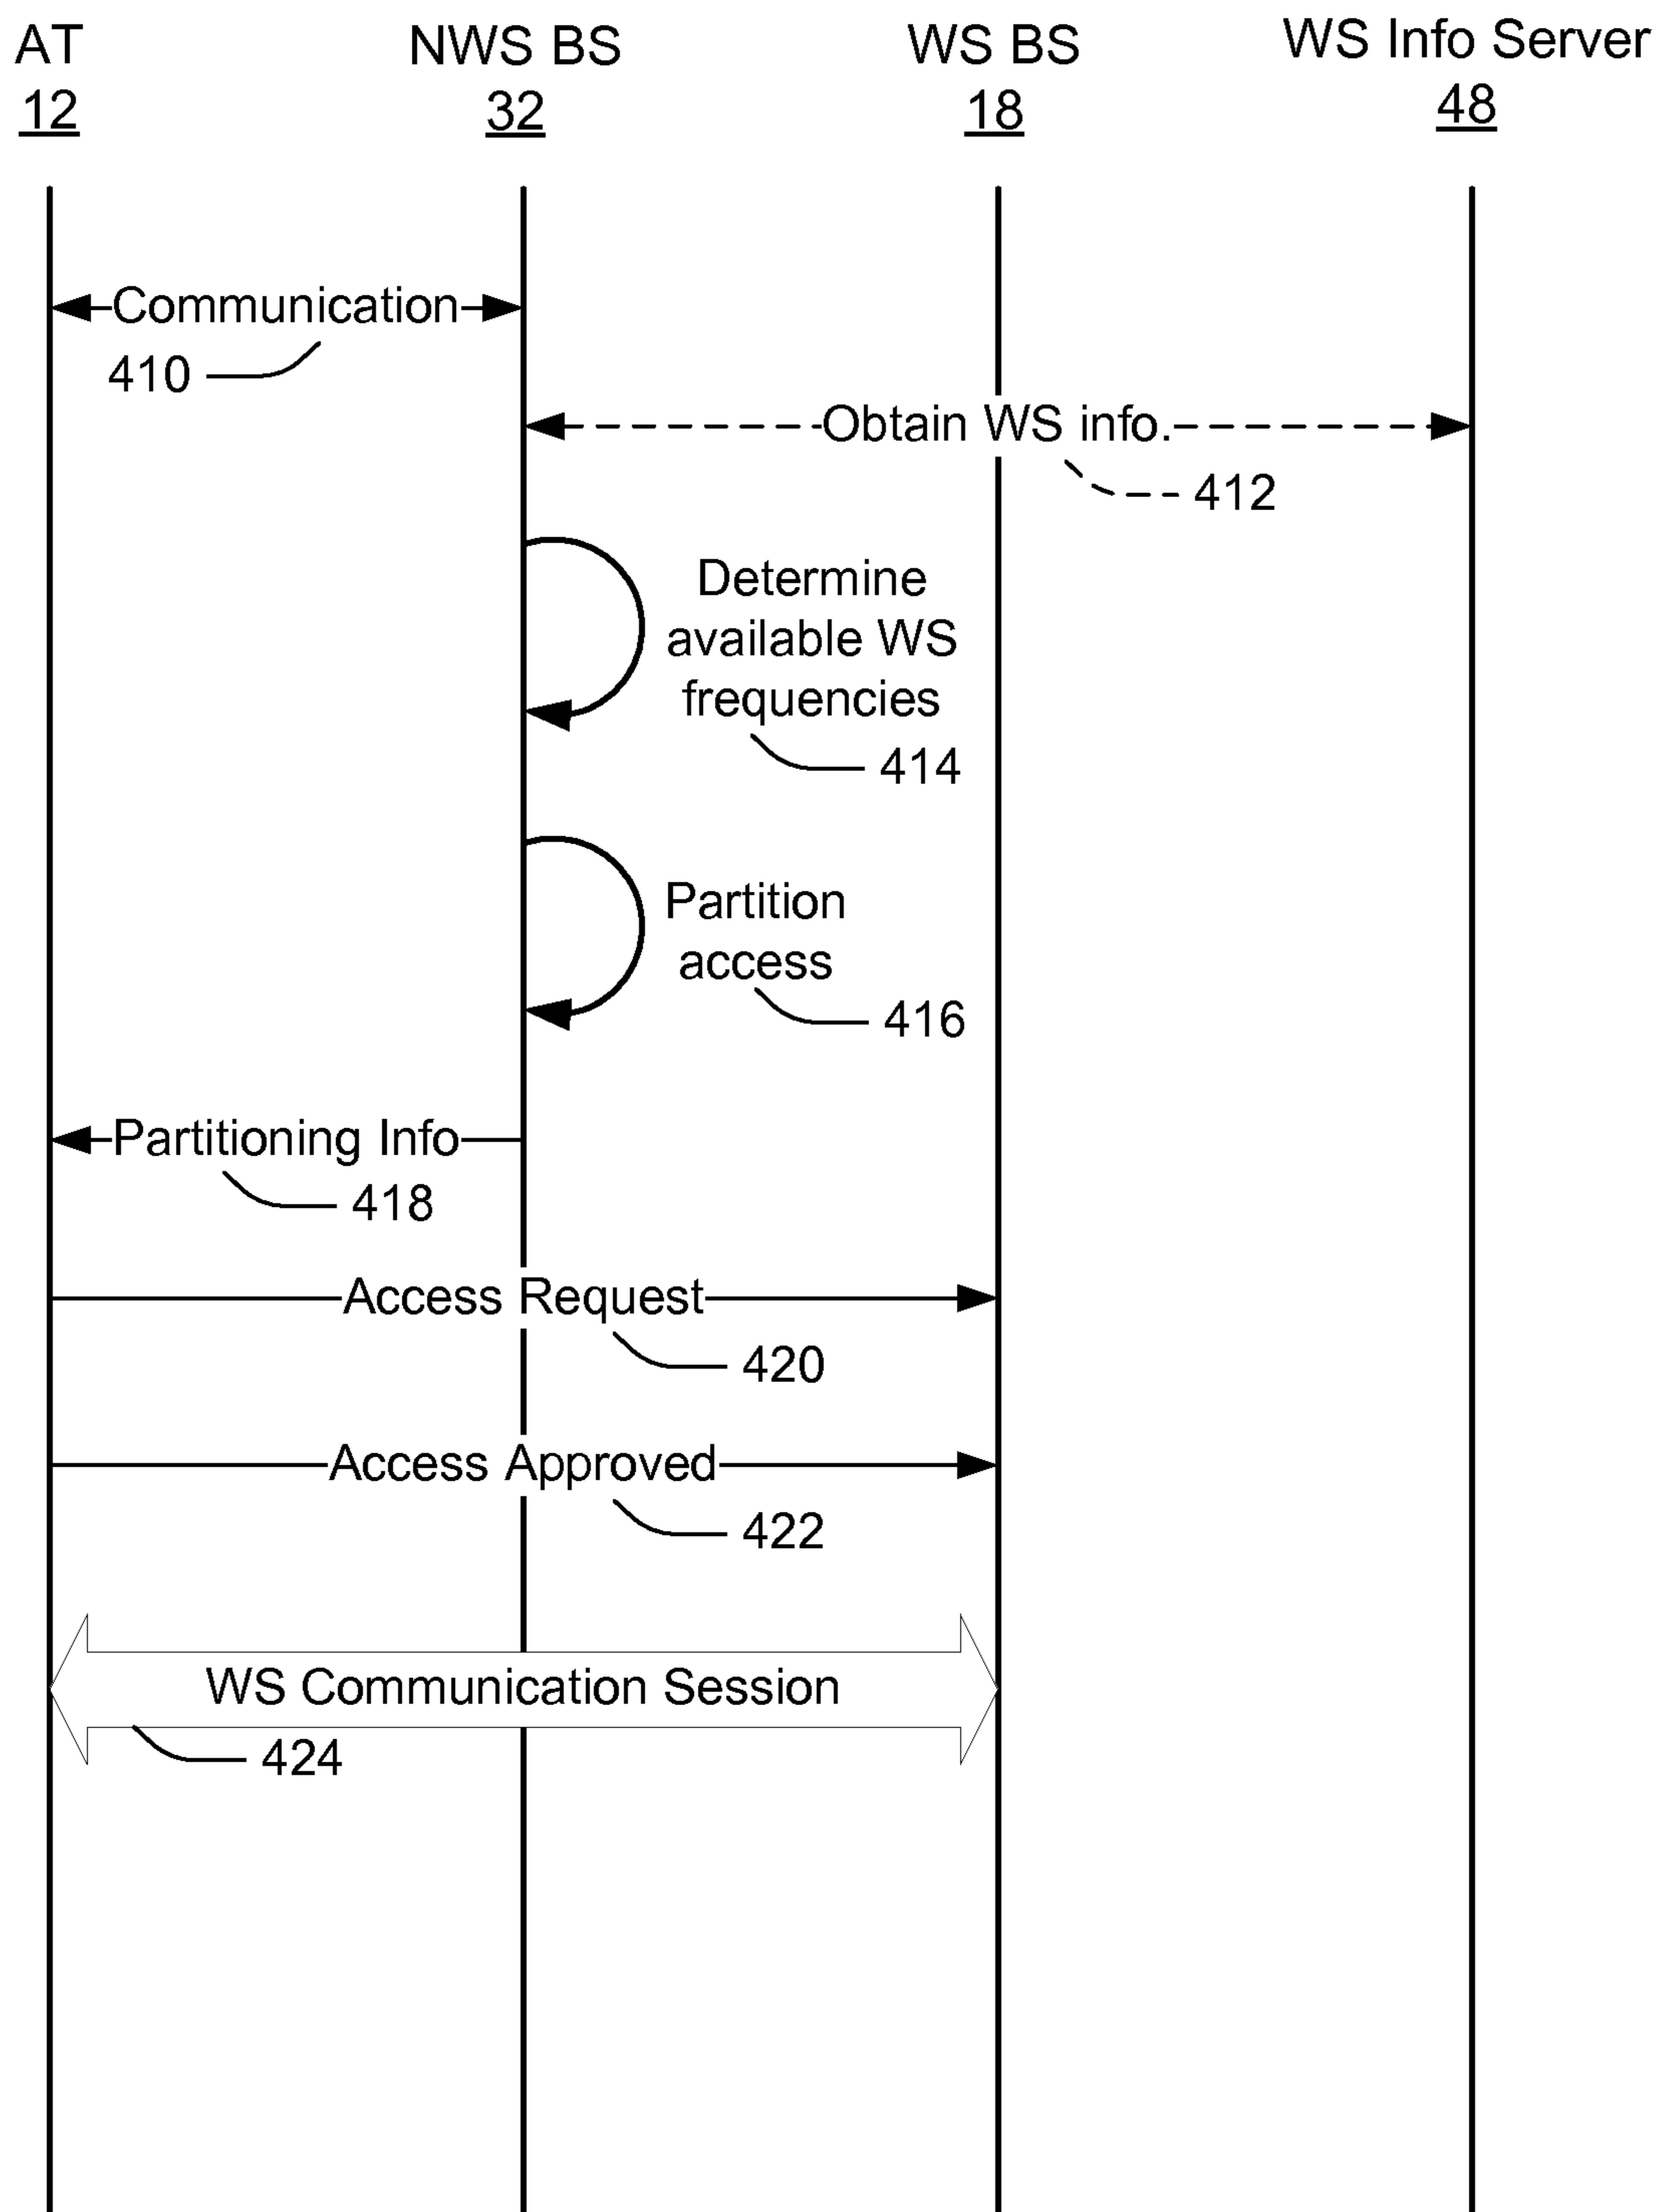 AT
12
NWS BS
32
WS BS
18
WS Info Server
48
Communication
410
Obtain WS info.
412
Determine
available WS
frequencies
414
Partition
access
416
Partitioning Info
418
Access Request
420
Access Approved
422
WS Communication Session
424